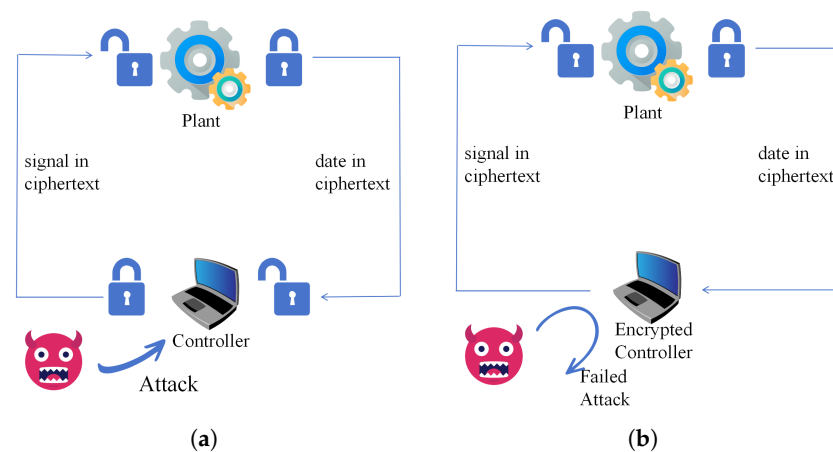 Plant
signal in
ciphertext
date in
ciphertext
Controller
Attack
(a)
Plant
signal in
ciphertext
date in
ciphertext
Encrypted
Controller
Failed
Attack
(b)